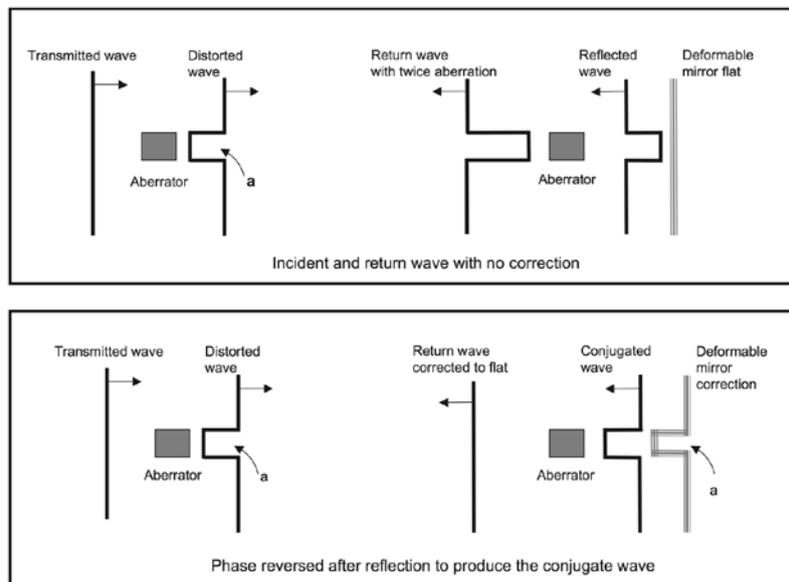 Transmitted wave
Distorted
wave
Return wave
with twice aberration
Reflected
wave
Deformable
mirror flat
Aberrator
a
Aberrator
Incident and return wave with no correction
Transmitted wave
Distorted
wave
Return wave
corrected to flat
Conjugated
wave
Deformable
mirror
correction
Aberrator
a
Aberrator
a
Phase reversed after reflection to produce the conjugate wave